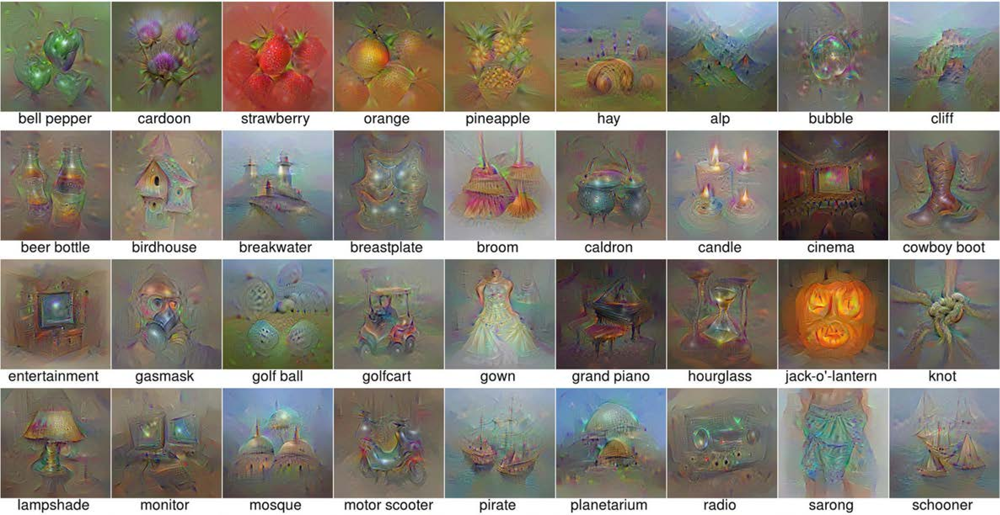 bell pepper cardoon strawberry orange pineapple hay alp bubble cliff
beer bottle birdhouse breakwater breastplate broom caldron candle cinema cowboy boot
entertainment gasmask golf ball golfcart gown grand piano hourglass jack-o'-lantern knot
lampshade monitor mosque motor scooter pirate planetarium radio sarong schooner